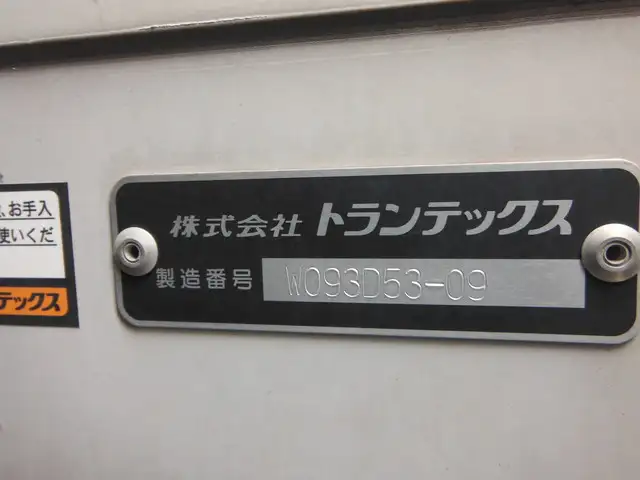 株式会社 トランテックス
製造番号 W093D53-09
お手入
使いくだ
テックス